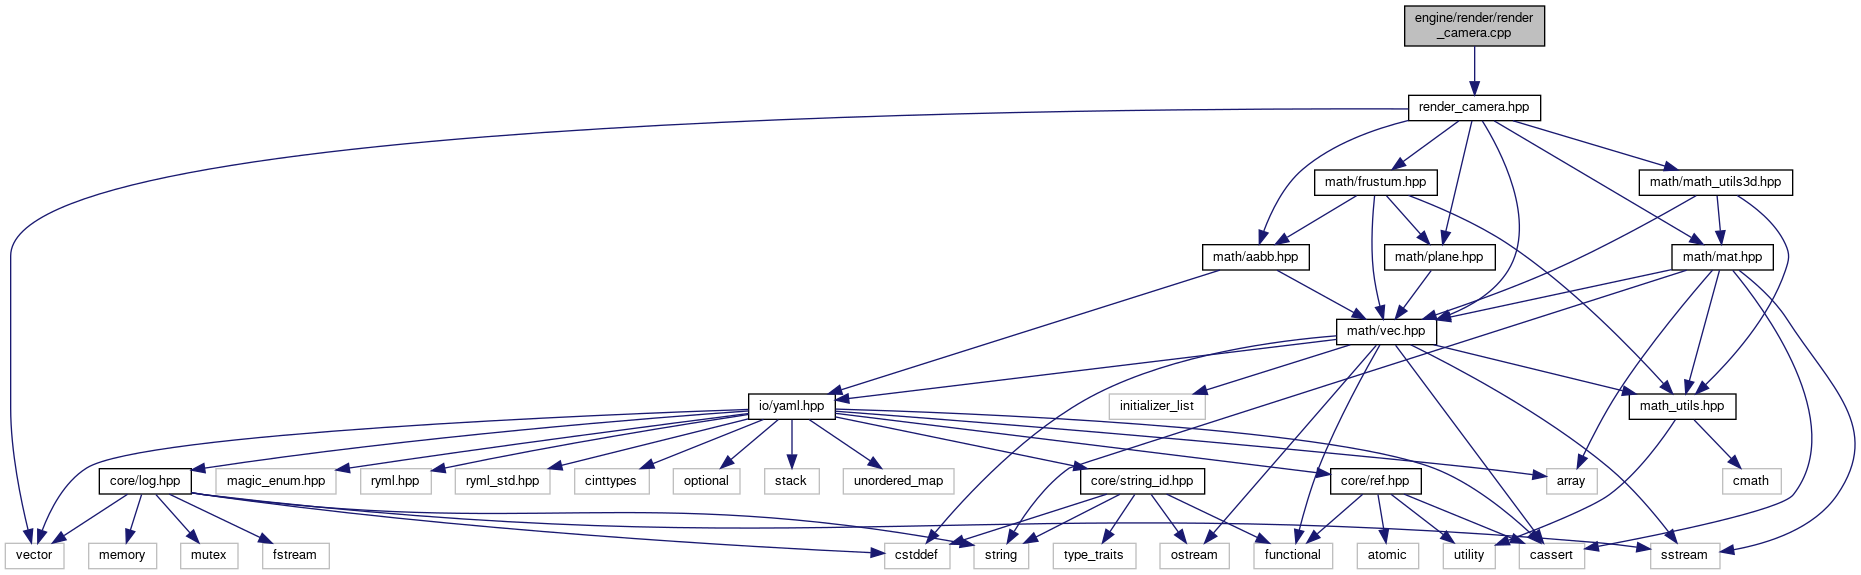 engine/render/render
_camera.cpp
render_camera.hpp
math/frustum.hpp
math/math_utils3d.hpp
math/aabb.hpp
math/plane.hpp
math/mat.hpp
math/vec.hpp
io/yaml.hpp
initializer_list
math_utils.hpp
core/log.hpp
magic_enum.hpp
ryml.hpp
ryml_std.hpp
cinttypes
optional
stack
unordered_map
core/string_id.hpp
core/ref.hpp
array
cmath
vector
memory
mutex
fstream
cstddef
string
type_traits
ostream
functional
atomic
utility
cassert
sstream